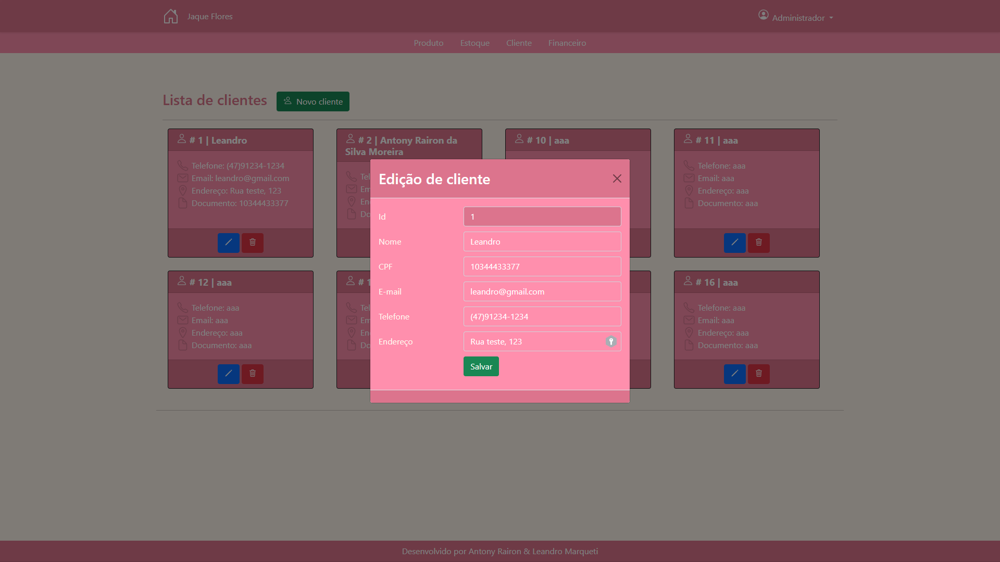 Jaque Flores
Administrador
Produto Estoque Cliente Financeiro
Lista de clientes
Novo cliente
# 1 | Leandro
Telefone: (47)91234-1234
Email: leandro@gmail.com
Endereço: Rua teste, 123
Documento: 10344433377
# 2 | Antony Rairon da
Silva Moreira
Tel
Em
En
Do
# 10 | aaa
# 11 | aaa
Telefone: aaa
Email: aaa
Endereço: aaa
Documento: aaa
Edição de cliente
Id 1
Nome Leandro
CPF 10344433377
E-mail leandro@gmail.com
Telefone (47)91234-1234
Endereço Rua teste, 123
Salvar
# 12 | aaa
Telefone: aaa
Email: aaa
Endereço: aaa
Documento: aaa
# 1
Tel
Em
En
Do
# 16 | aaa
Telefone: aaa
Email: aaa
Endereço: aaa
Documento: aaa
Desenvolvido por Antony Rairon & Leandro Marqueti